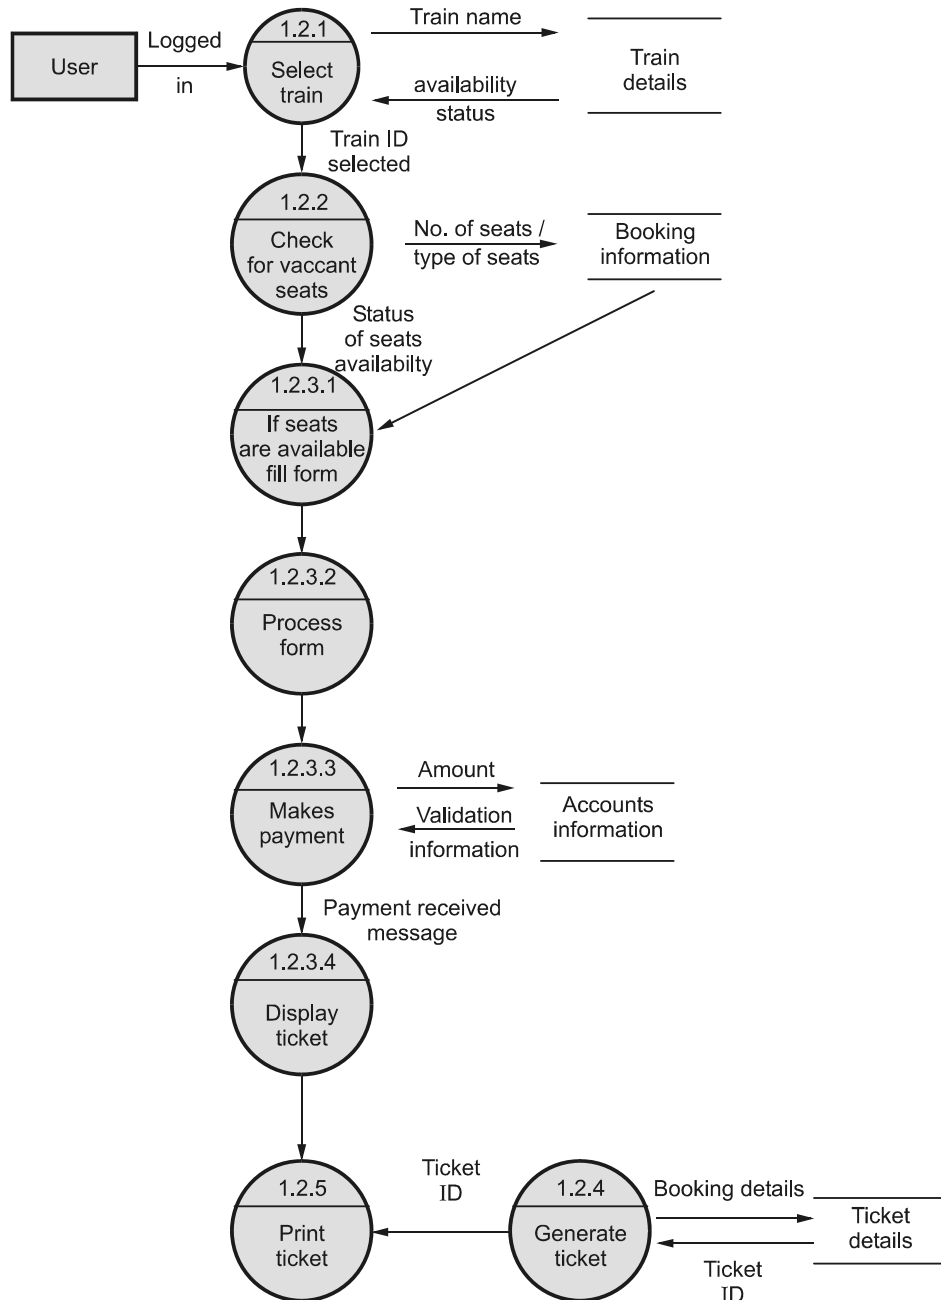 User
Logged
in
1.2.1
Select
train
Train name
availability
status
Train
details
Train ID
selected
1.2.2
Check
for vaccant
seats
No. of seats /
type of seats
Booking
information
Status
of seats
availabilty
1.2.3.1
If seats
are available
fill form
1.2.3.2
Process
form
1.2.3.3
Makes
payment
Amount
Validation
information
Accounts
information
Payment received
message
1.2.3.4
Display
ticket
1.2.5
Print
ticket
Ticket
ID
1.2.4
Generate
ticket
Booking details
Ticket
ID
Ticket
details